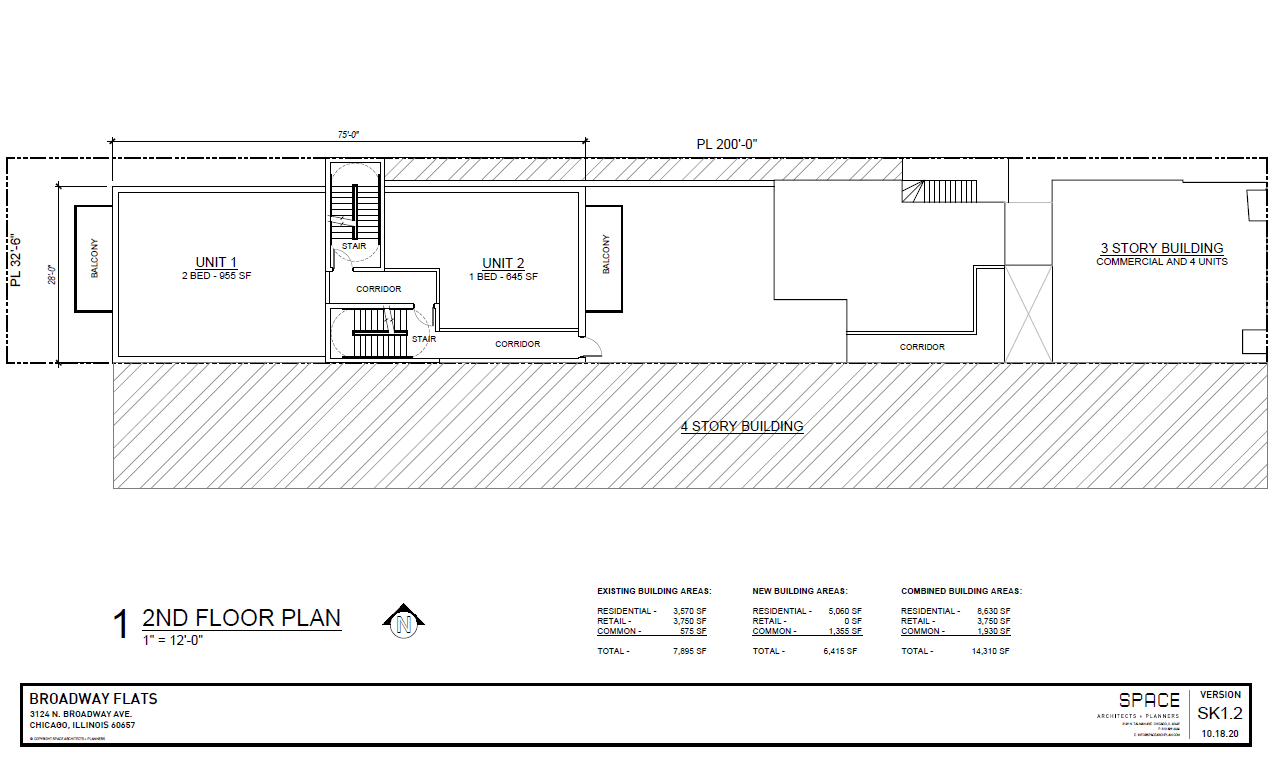 75'-0"
PL 200'-0"
PL 32'-6"
28'-0"
BALCONY
UNIT 1
2 BED - 955 SF
STAIR
CORRIDOR
STAIR
UNIT 2
1 BED - 645 SF
CORRIDOR
BALCONY
CORRIDOR
3 STORY BUILDING
COMMERCIAL AND 4 UNITS
4 STORY BUILDING
1 2ND FLOOR PLAN
1" = 12'-0"
N
EXISTING BUILDING AREAS:
RESIDENTIAL - 3,570 SF
RETAIL - 3,750 SF
COMMON - 575 SF
TOTAL - 7,895 SF
NEW BUILDING AREAS:
RESIDENTIAL - 5,060 SF
RETAIL - 0 SF
COMMON - 1,355 SF
TOTAL - 6,415 SF
COMBINED BUILDING AREAS:
RESIDENTIAL - 8,630 SF
RETAIL - 3,750 SF
COMMON - 1,930 SF
TOTAL - 14,310 SF
BROADWAY FLATS
3124 N. BROADWAY AVE.
CHICAGO, ILLINOIS 60657
© COPYRIGHT SPACE ARCHITECTS + PLANNERS
SPACE
ARCHITECTS + PLANNERS
VERSION
SK1.2
10.18.20